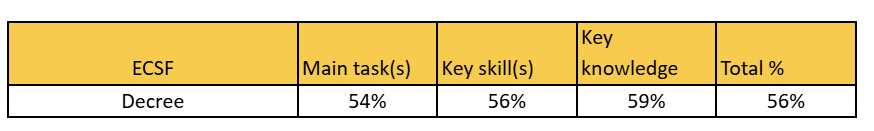 ECSF Main task(s) Key skill(s) Key knowledge Total %
Decree 54% 56% 59% 56%